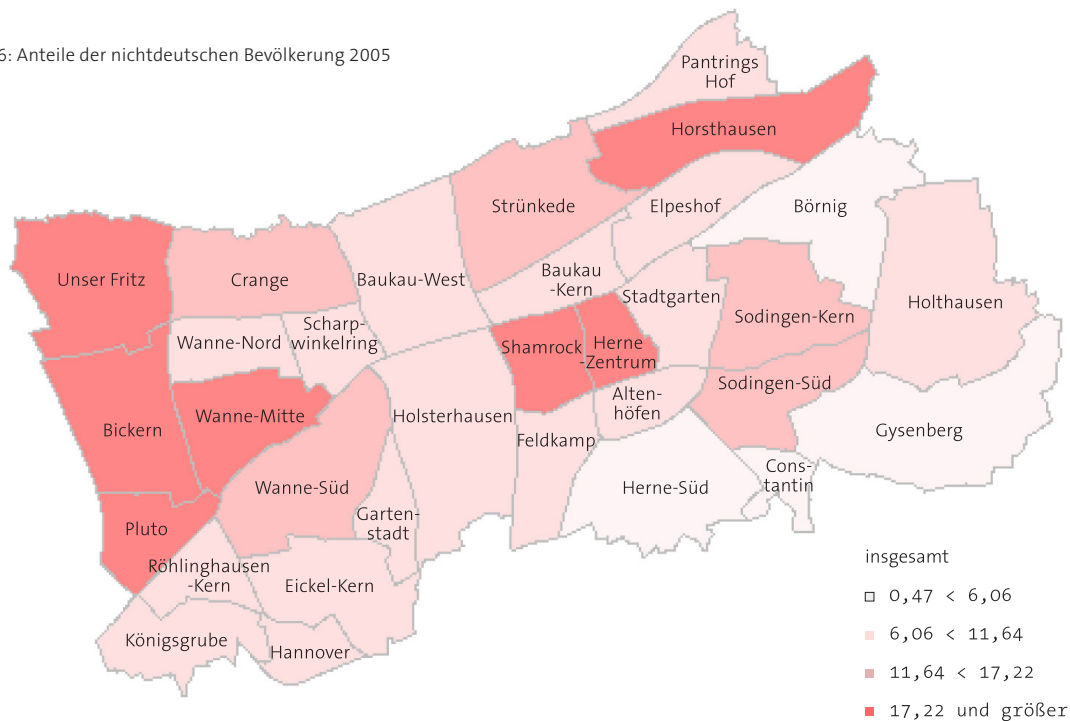 6: Anteile der nichtdeutschen Bevölkerung 2005
Pantrings
Hof
Horsthausen
Strünkede
Elpeshof
Börnig
Unser Fritz
Crange
Baukau-West
Baukau
-Kern
Stadtgarten
Sodingen-Kern
Holthausen
Wanne-Nord
Scharp-
winkelring
Shamrock
Herne
-Zentrum
Sodingen-Süd
Bickern
Wanne-Mitte
Holsterhausen
Alten-
höfen
Feldkamp
Gysenberg
Wanne-Süd
Herne-Süd
Cons-
tantin
Pluto
Garten-
stadt
Röhlinghausen
-Kern
Eickel-Kern
Königsgrube
Hannover
insgesamt
0,47 < 6,06
6,06 < 11,64
11,64 < 17,22
17,22 und größer